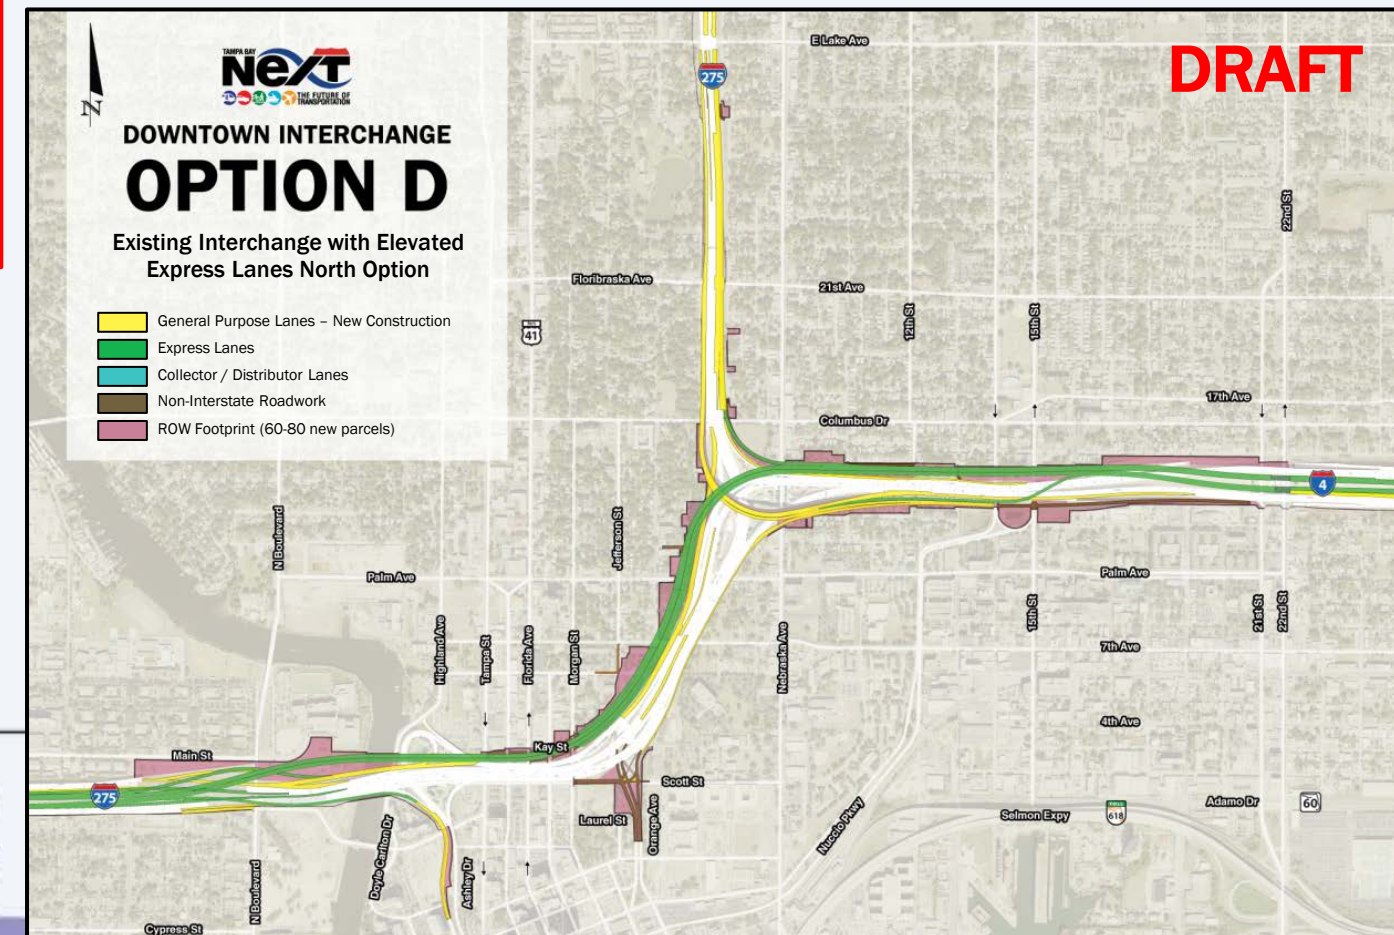 TAMPA BAY
NEXT
THE FUTURE OF
TRANSPORTATION
DOWNTOWN INTERCHANGE
OPTION D
Existing Interchange with Elevated
Express Lanes North Option
General Purpose Lanes – New Construction
Express Lanes
Collector / Distributor Lanes
Non-Interstate Roadwork
ROW Footprint (60-80 new parcels)
N
DRAFT
E Lake Ave
275
22nd St
Floribraska Ave
21st Ave
41
12th St
15th St
17th Ave
Columbus Dr
4
N Boulevard
Jefferson St
Palm Ave
Palm Ave
15th St
21st St
22nd St
Highland Ave
Tampa St
Florida Ave
Morgan St
Nebraska Ave
7th Ave
4th Ave
Main St
Kay St
275
Scott St
Laurel St
Orange Ave
Nuccio Pkwy
Selmon Expy
618
Adamo Dr
60
Doyle Carlton Dr
Ashley Dr
N Boulevard
Cypress St